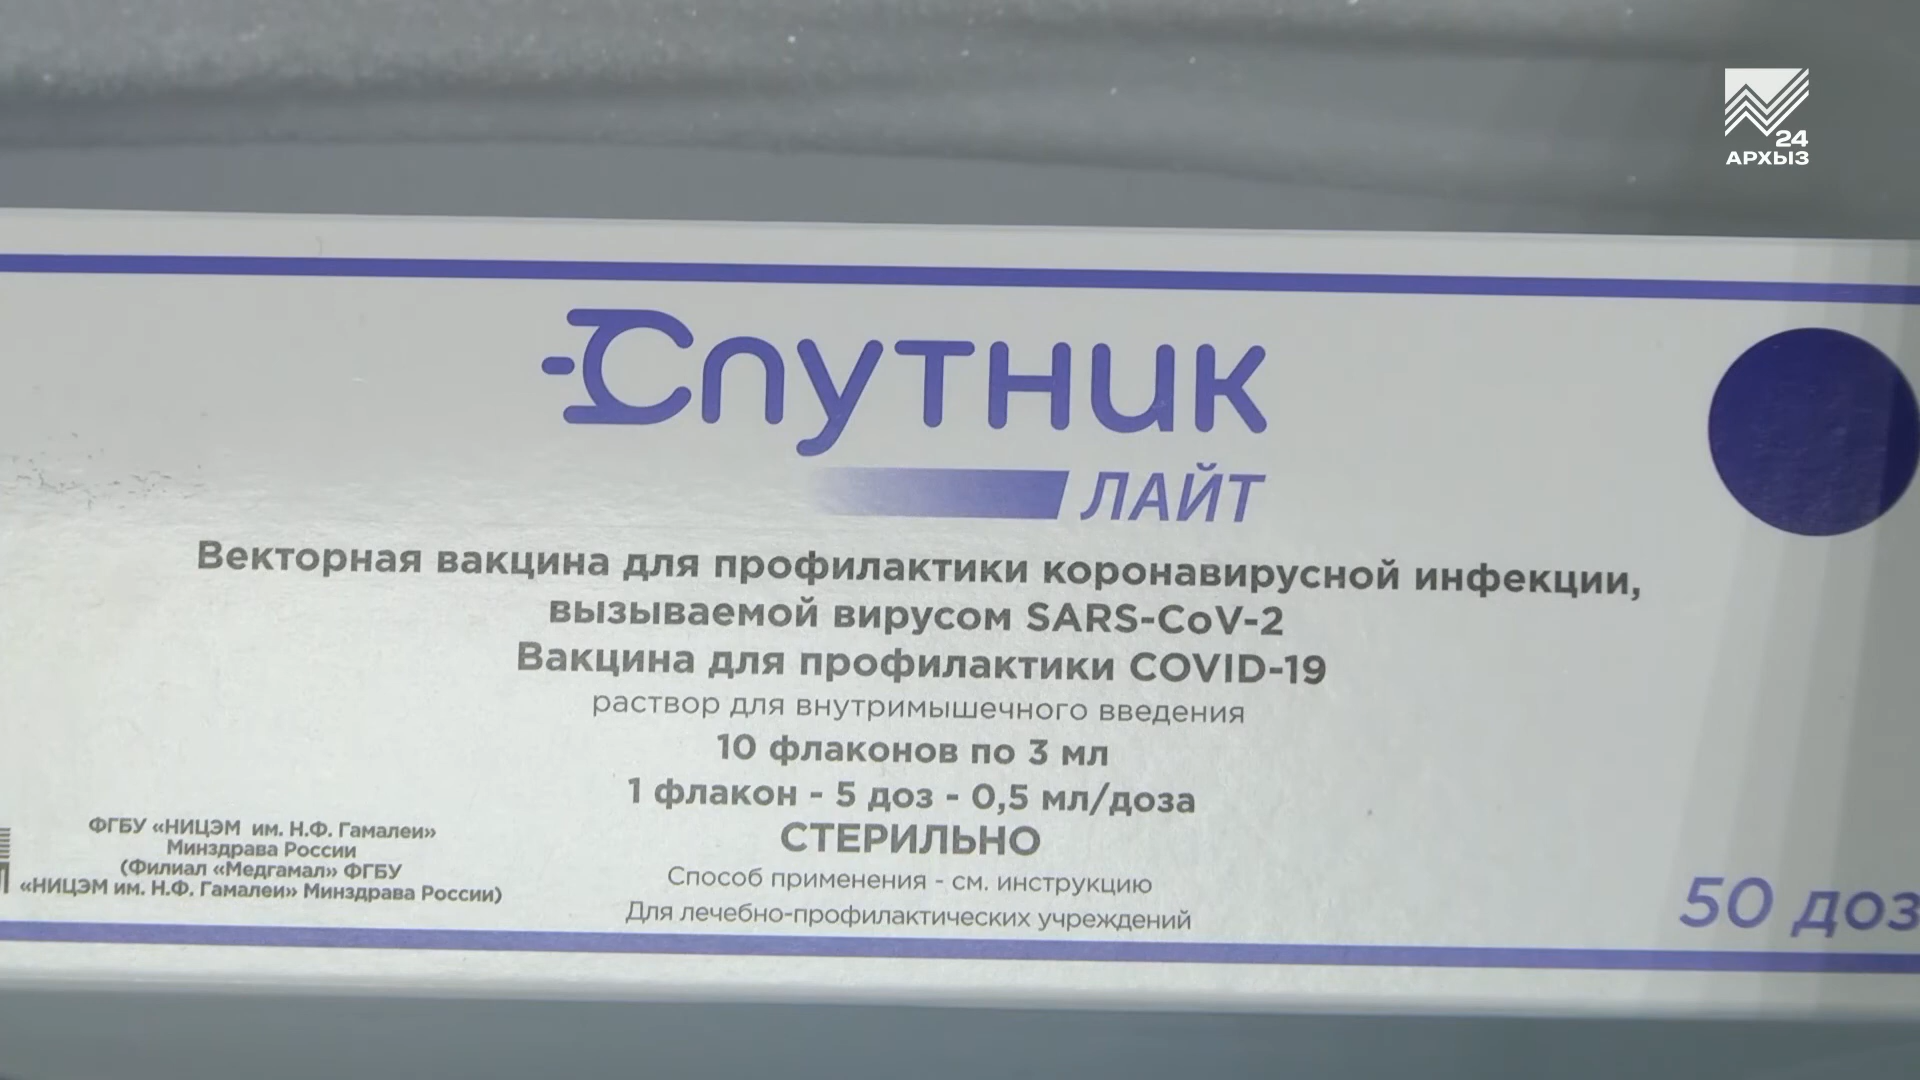 24
АРХЫЗ
Спутник
ЛАЙТ
Векторная вакцина для профилактики коронавирусной инфекции,
вызываемой вирусом SARS-CoV-2
Вакцина для профилактики COVID-19
раствор для внутримышечного введения
10 флаконов по 3 мл
1 флакон - 5 доз - 0,5 мл/доза
СТЕРИЛЬНО
Способ применения - см. инструкцию
Для лечебно-профилактических учреждений
ФГБУ «НИЦЭМ им. Н.Ф. Гамалеи»
Минздрава России
(Филиал «Медгамал» ФГБУ
«НИЦЭМ им. Н.Ф. Гамалеи» Минздрава России)
50 доз